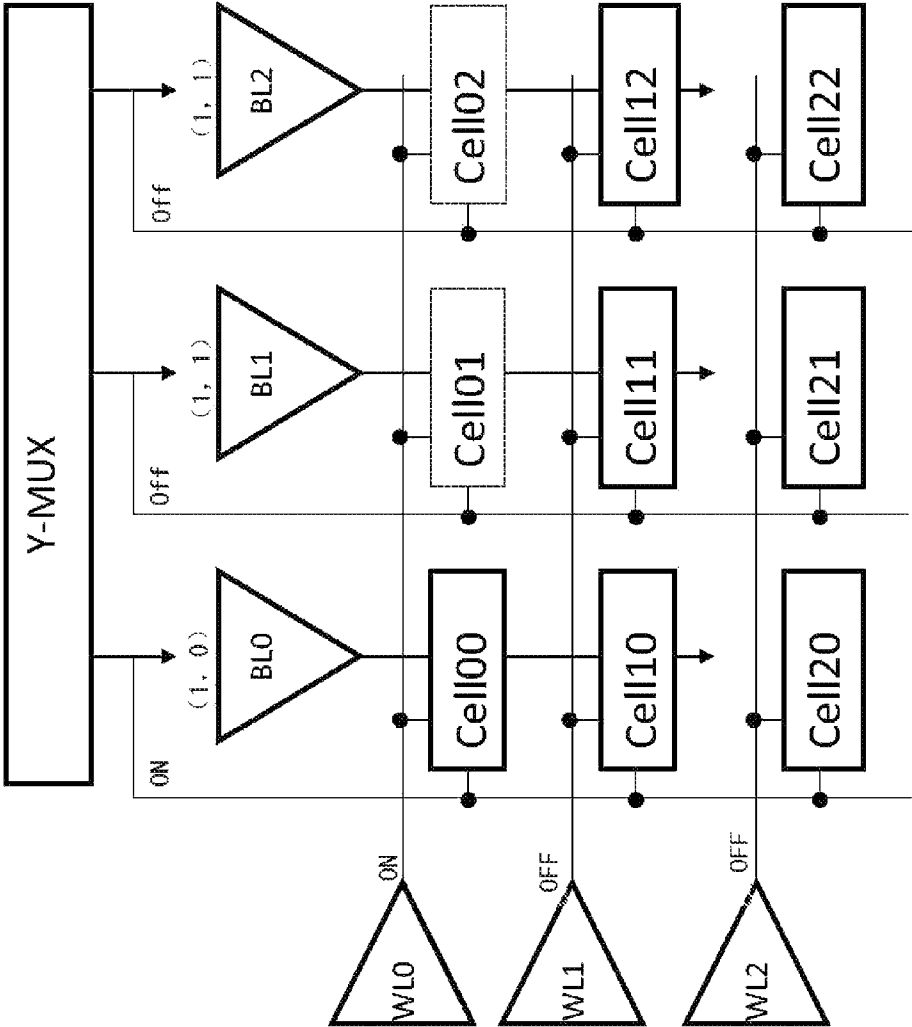 Y-MUX
ON
Off
Off
(1, 0)
(1, 1)
(1, 1)
BL0
BL1
BL2
WL0
ON
Cell00
Cell01
Cell02
WL1
OFF
Cell10
Cell11
Cell12
WL2
OFF
Cell20
Cell21
Cell22